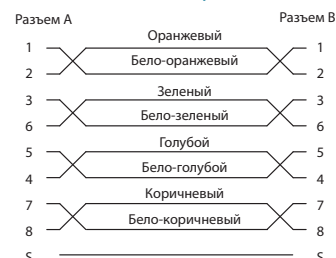 Разъем А Разъем В
Оранжевый
1 1
Бело-оранжевый
2 2
Зеленый
3 3
Бело-зеленый
6 6
Голубой
5 5
Бело-голубой
4 4
Коричневый
7 7
Бело-коричневый
8 8
S S